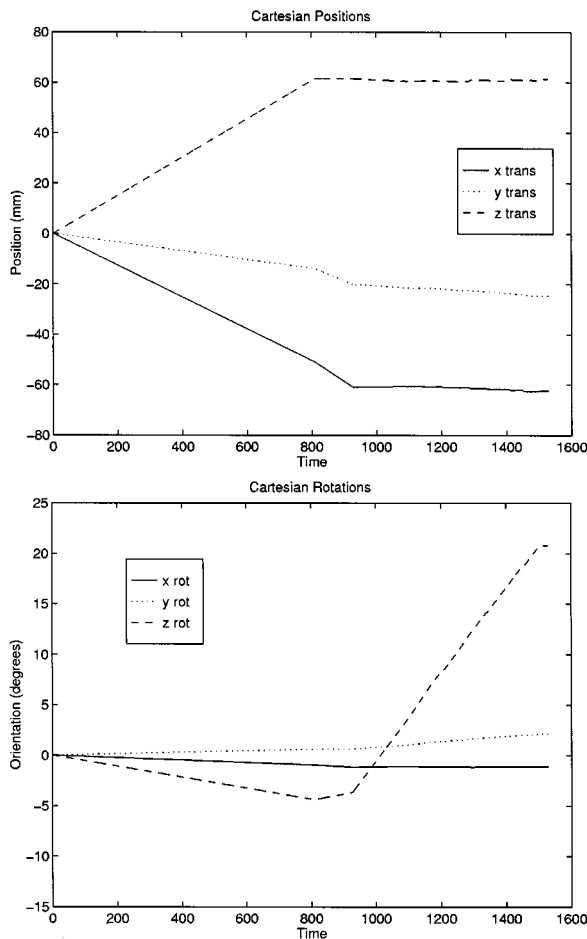 Cartesian Positions
80
60
40
20
0
−20
−40
−60
−80
Position (mm)
x trans
y trans
z trans
0 200 400 600 800 1000 1200 1400 1600
Time
Cartesian Rotations
25
20
15
10
5
0
−5
−10
−15
Orientation (degrees)
x rot
y rot
z rot
0 200 400 600 800 1000 1200 1400 1600
Time